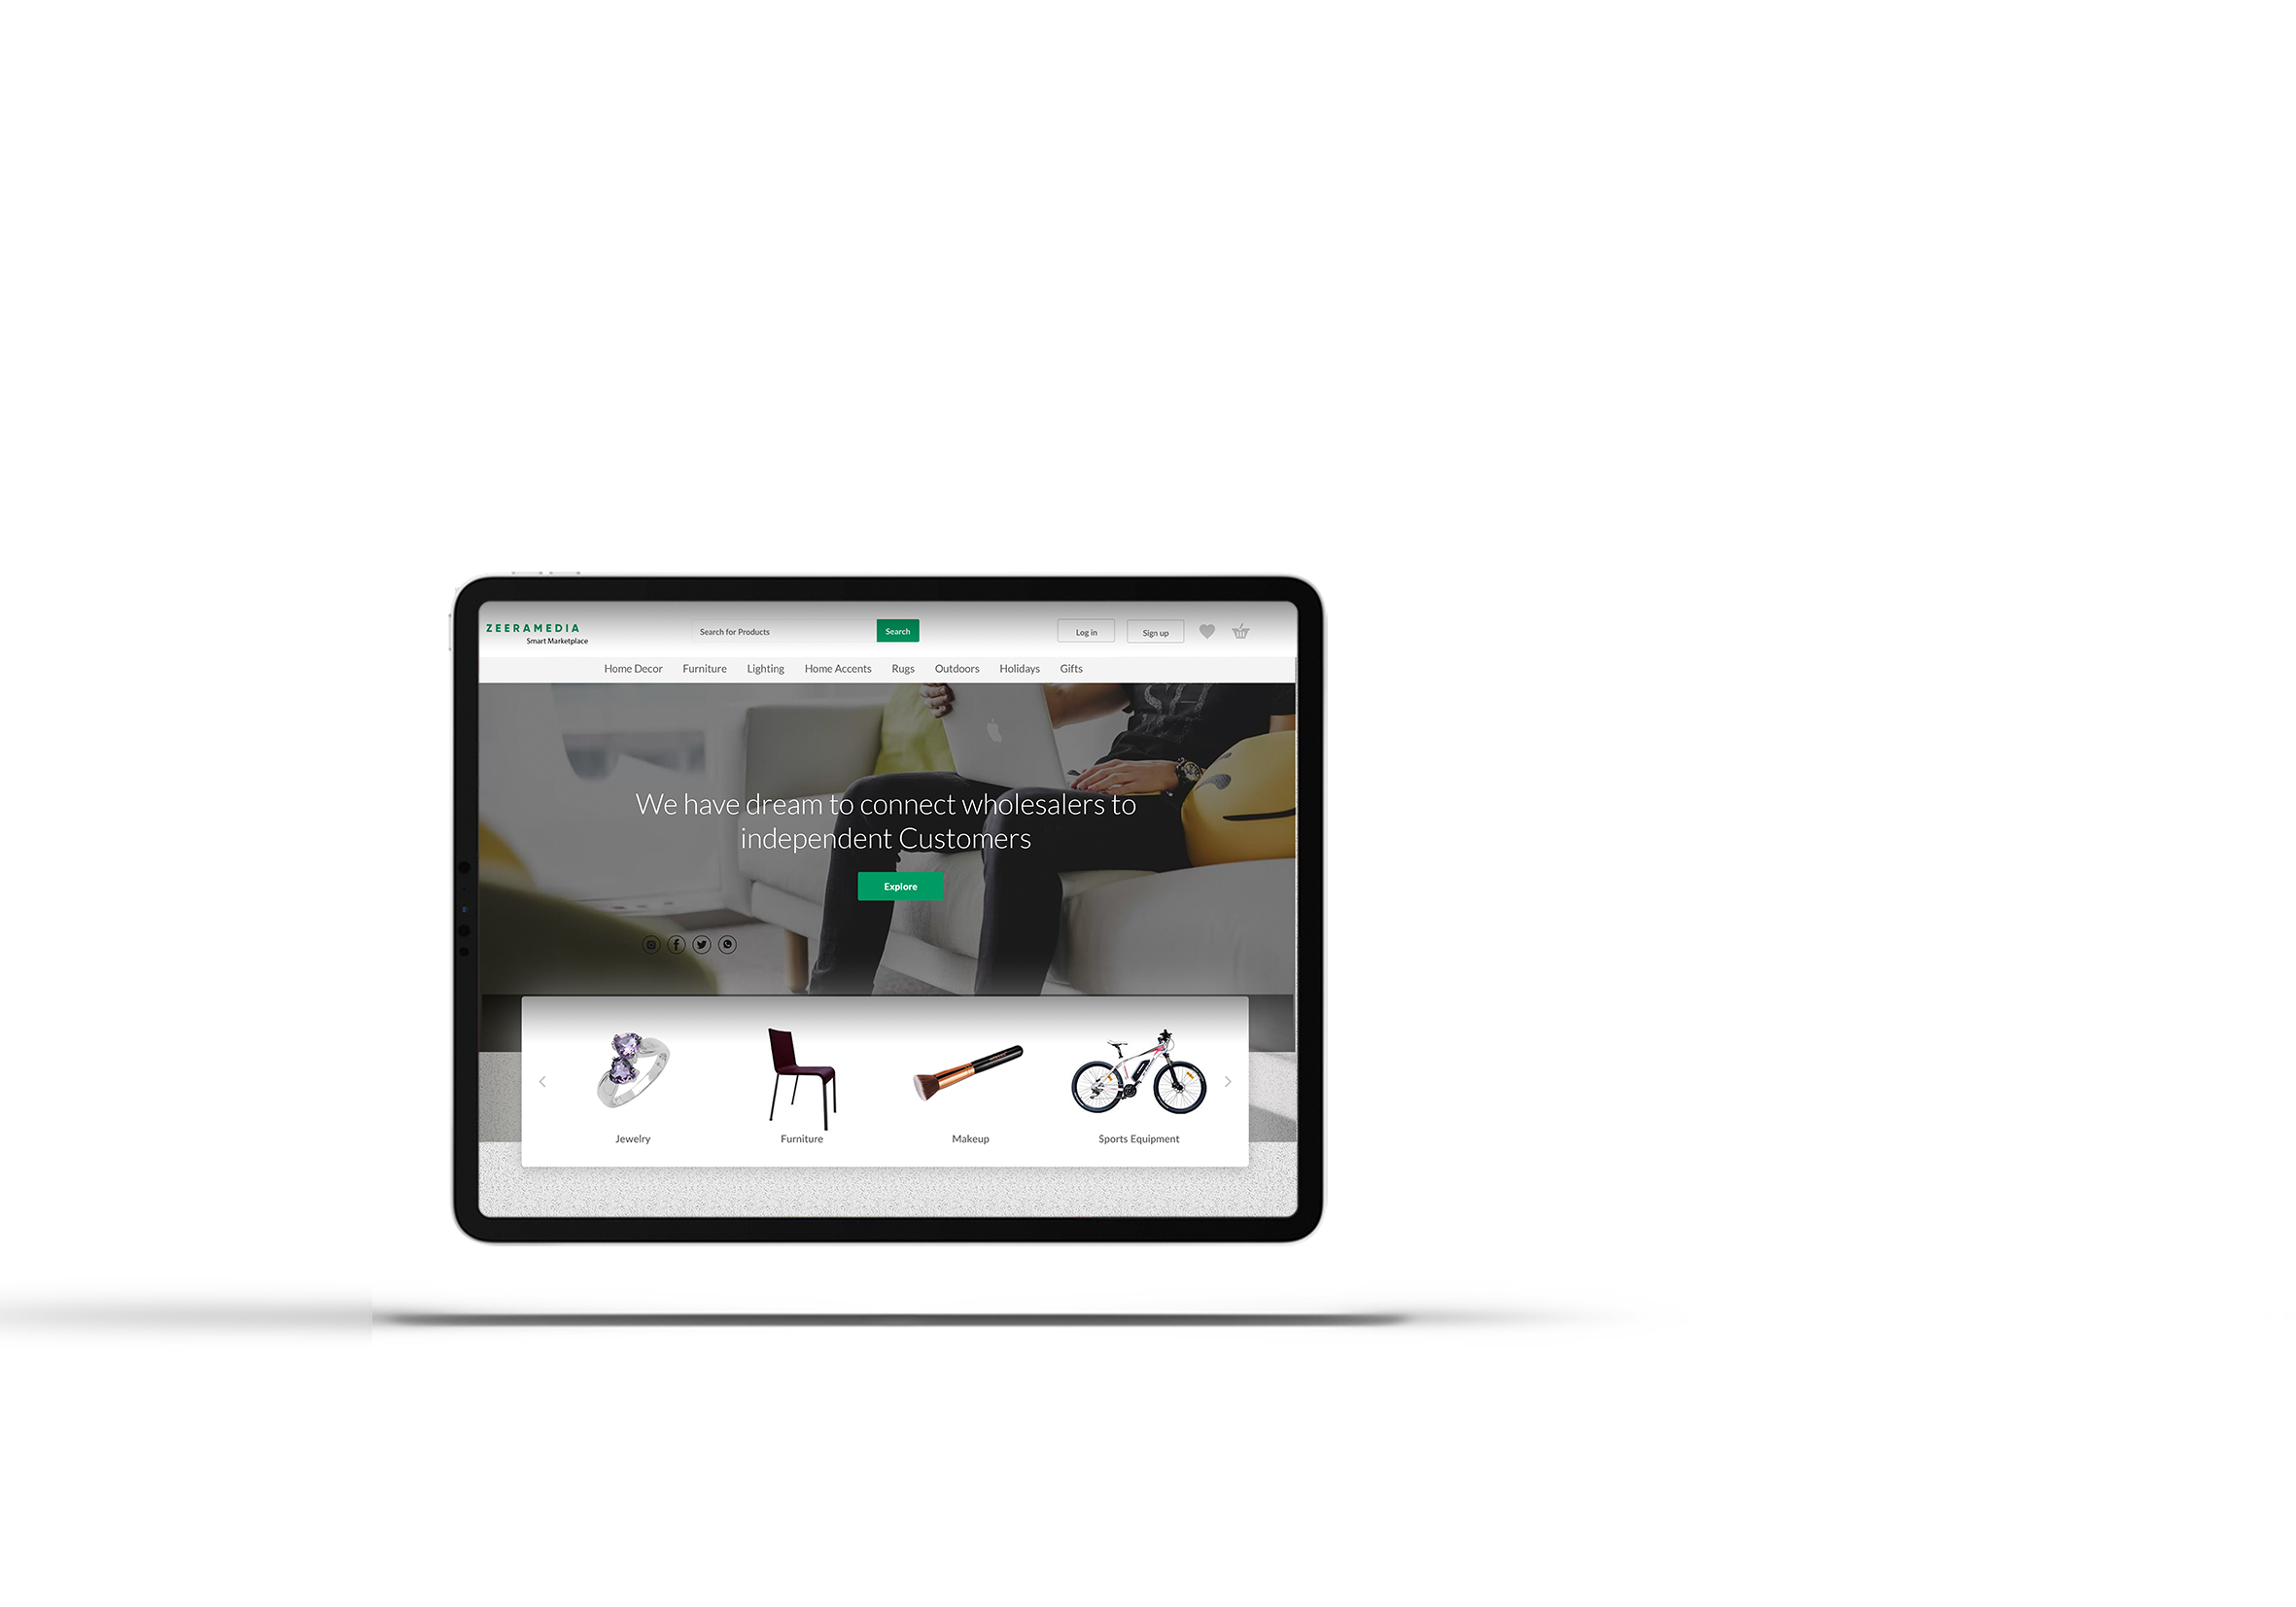 ZEERAMEDIA
Smart Marketplace
Search for Products
Search
Log in
Sign up
Home Decor Furniture Lighting Home Accents Rugs Outdoors Holidays Gifts
We have dream to connect wholesalers to
independent Customers
Explore
Jewelry Furniture Makeup Sports Equipment